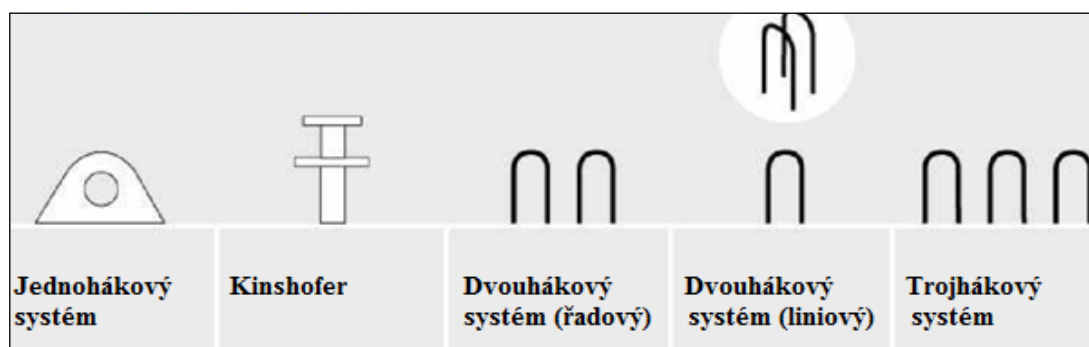 Jednohákový
systém
Kinshofer
Dvouhákový
systém (řadový)
Dvouhákový
systém (liniový)
Trojhákový
systém